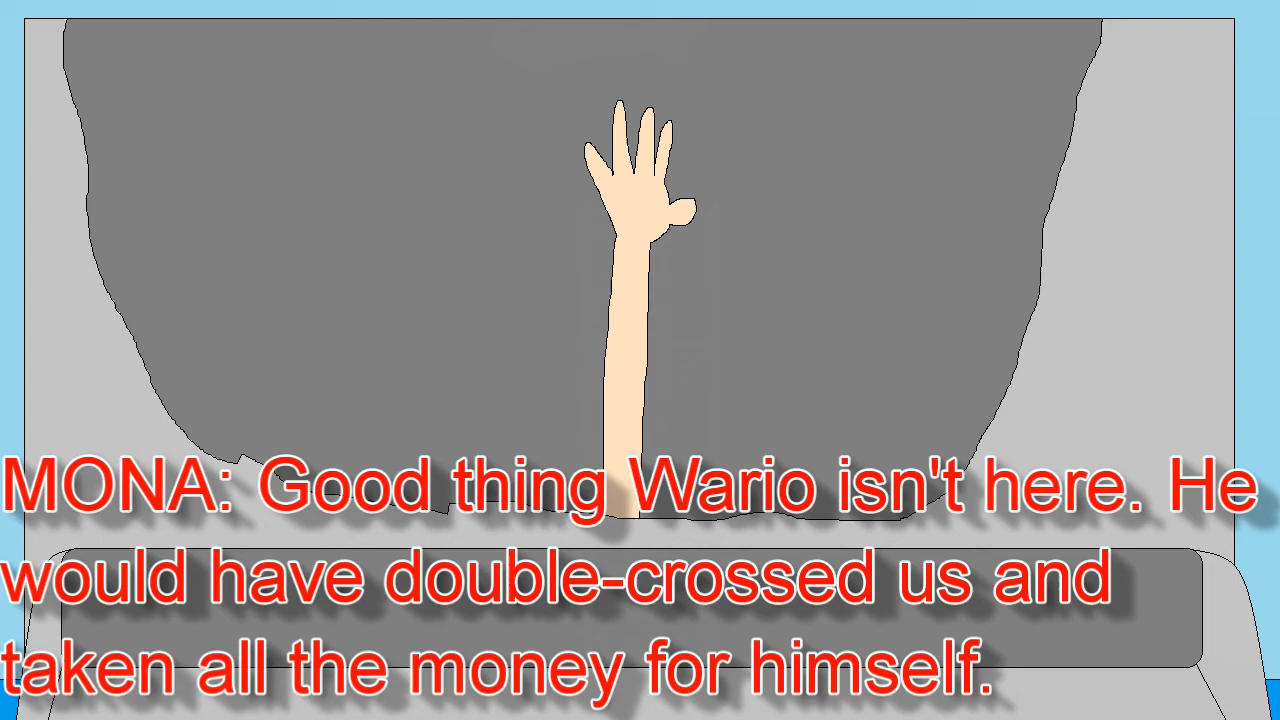 MONA: Good thing Wario isn't here. He
would have double-crossed us and
taken all the money for himself.